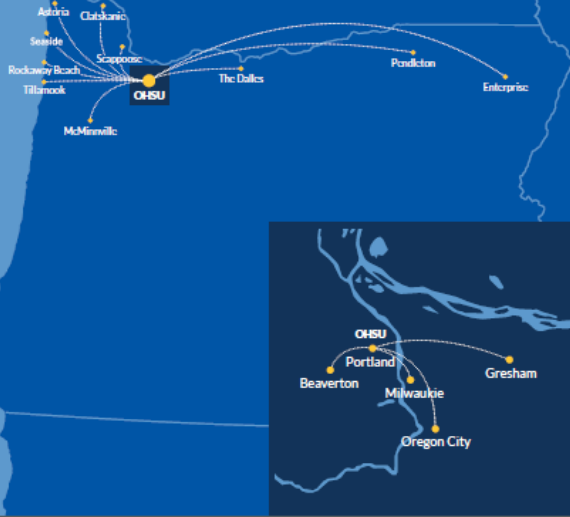 Astoria
Clatskanie
Seaside
Scappoose
Rockaway Beach
Tillamook
OHSU
The Dalles
Pendleton
Enterprise
McMinnville
OHSU
Portland
Beaverton
Milwaukie
Gresham
Oregon City